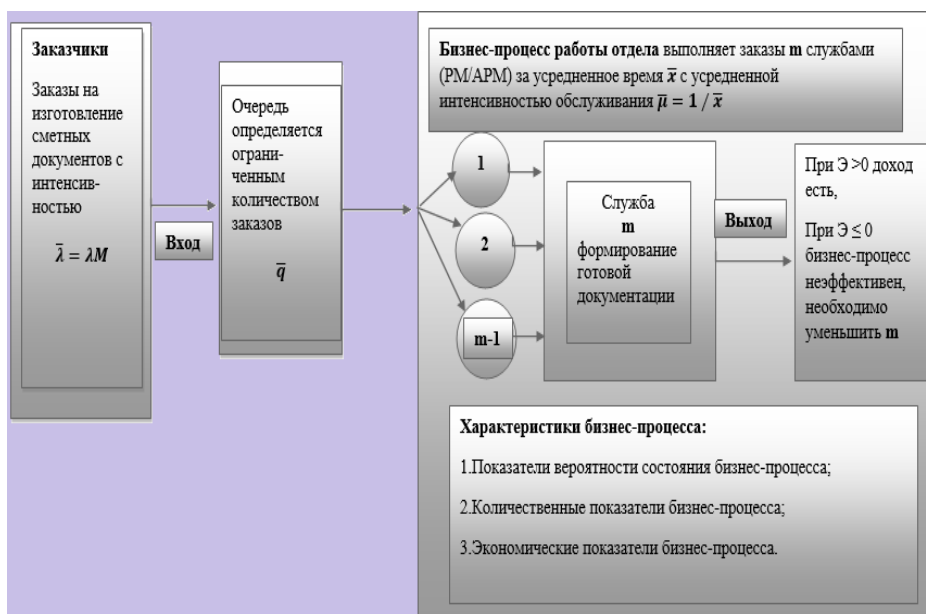 Заказчики
Заказы на
изготовление
сметных
документов с
интенсив-
ностью
λ̅ = λM
Вход
Очередь
определяется
ограни-
ченным
количеством
заказов
q̅
Бизнес-процесс работы отдела выполняет заказы m службами
(РМ/АРМ) за усредненное время x̅ с усредненной
интенсивностью обслуживания μ̅ = 1 / x̅
1
2
m-1
Служба
m
формирование
готовой
документации
Выход
При Э >0 доход
есть,
При Э ≤ 0
бизнес-процесс
неэффективен,
необходимо
уменьшить m
Характеристики бизнес-процесса:
1.Показатели вероятности состояния бизнес-процесса;
2.Количественные показатели бизнес-процесса;
3.Экономические показатели бизнес-процесса.